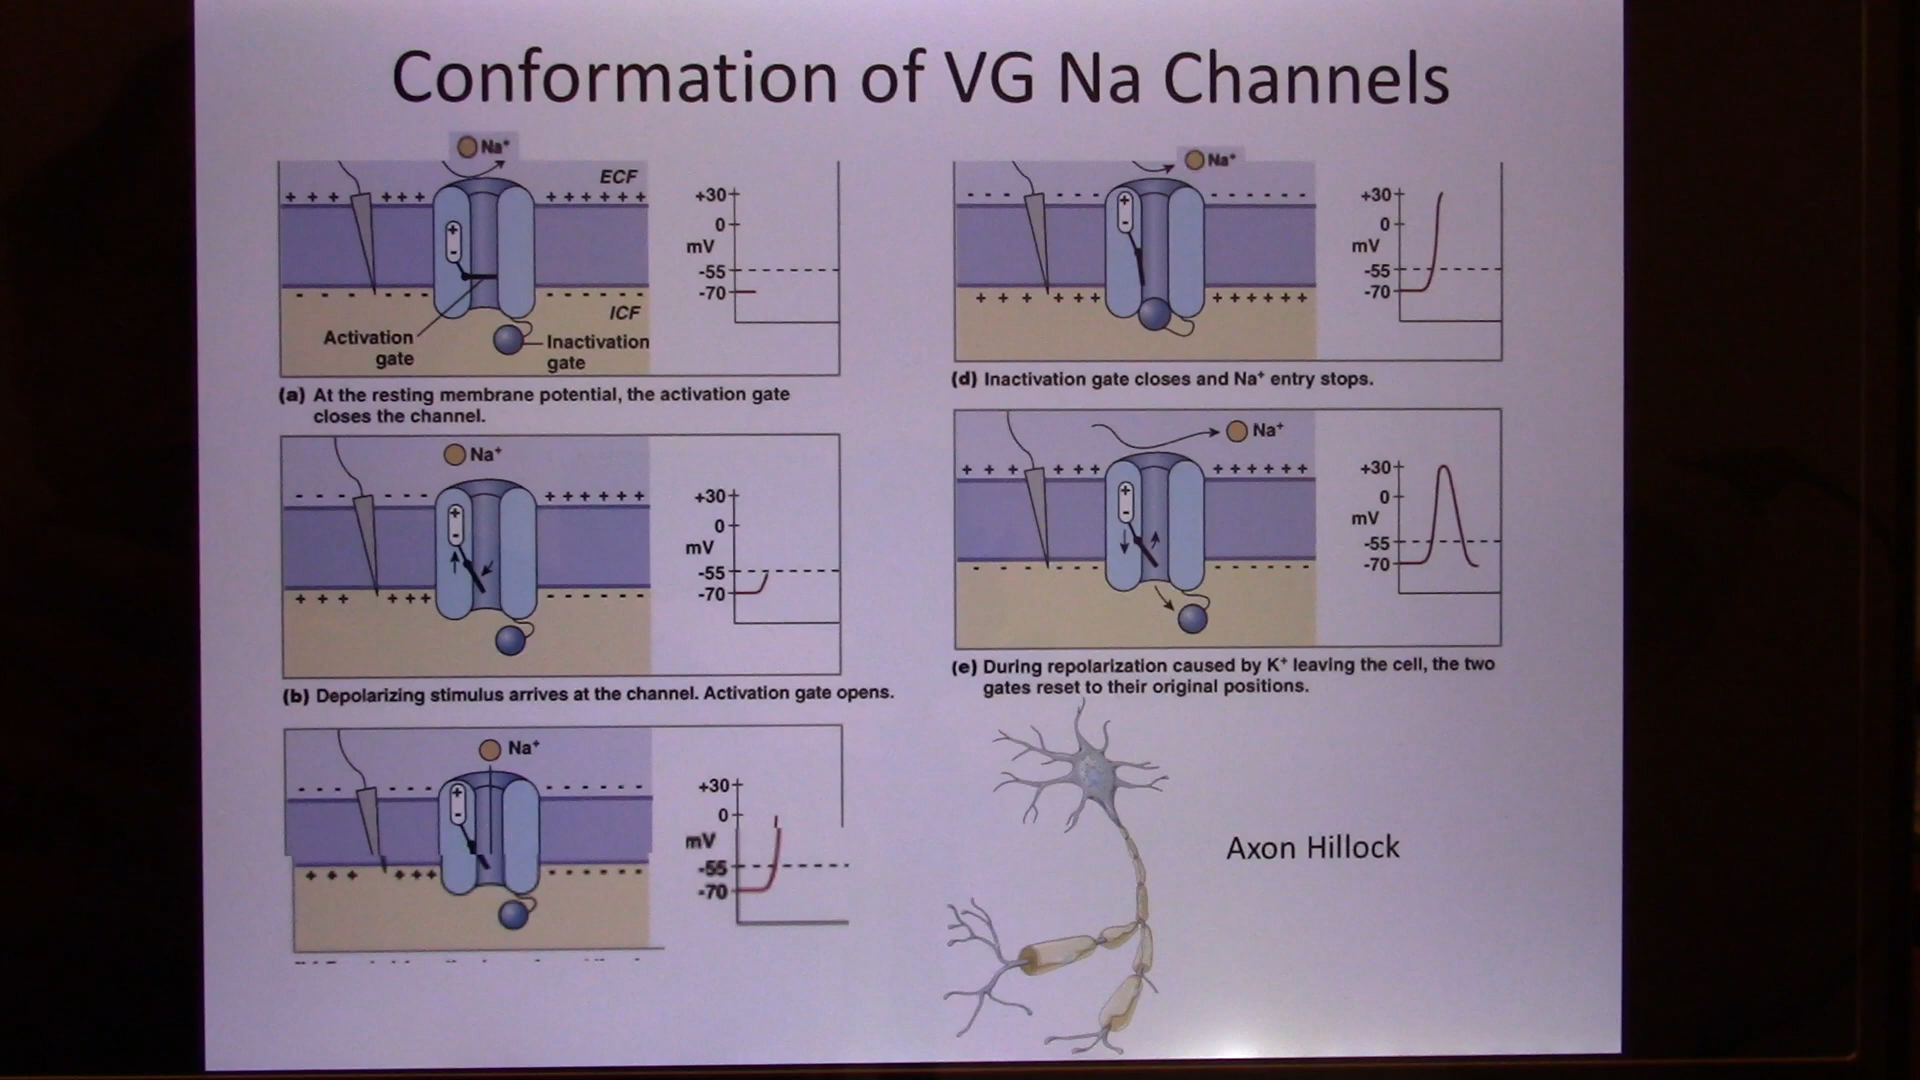 Conformation of VG Na Channels
Na⁺
ECF
+ + + + + + + + + + + +
+30
0
mV
-55
-70
+
-
- - - - - - - - - -
ICF
Activation
gate
Inactivation
gate
(a) At the resting membrane potential, the activation gate
closes the channel.
Na⁺
- - - - - - + + + + + +
+30
0
mV
-55
-70
+
-
+ + + + + + - - - - - -
(b) Depolarizing stimulus arrives at the channel. Activation gate opens.
Na⁺
- - - - - - - - - - - -
+30
0
mV
-55
-70
+
-
+ + + + + + - - - - - -
Na⁺
- - - - - - - - - - - - -
+30
0
mV
-55
-70
+
-
+ + + + + + + + + + + +
(d) Inactivation gate closes and Na⁺ entry stops.
Na⁺
+ + + + + + + + + + + +
+30
0
mV
-55
-70
+
-
- - - - - - - - - - - -
(e) During repolarization caused by K⁺ leaving the cell, the two
gates reset to their original positions.
Axon Hillock